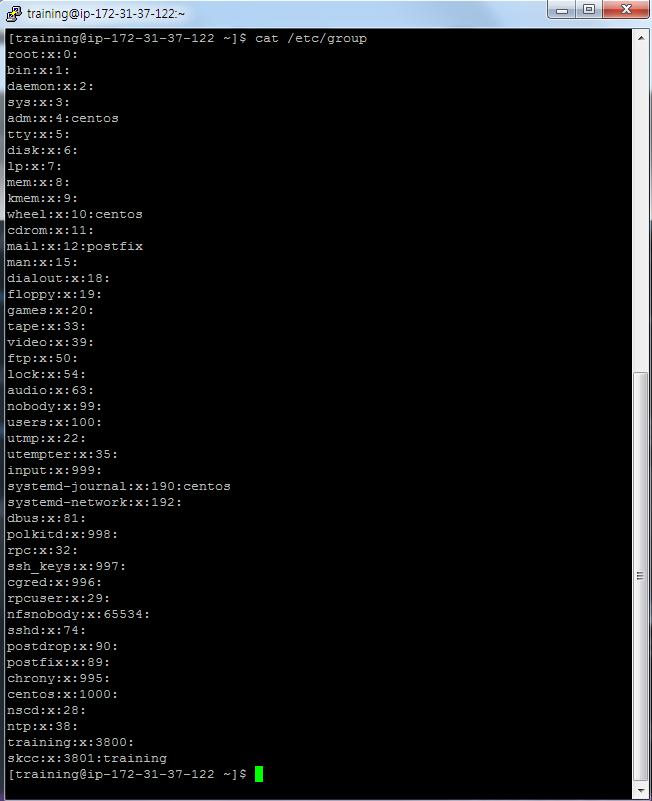 training@ip-172-31-37-122:~
[training@ip-172-31-37-122 ~]$ cat /etc/group
root:x:0:
bin:x:1:
daemon:x:2:
sys:x:3:
adm:x:4:centos
tty:x:5:
disk:x:6:
lp:x:7:
mem:x:8:
kmem:x:9:
wheel:x:10:centos
cdrom:x:11:
mail:x:12:postfix
man:x:15:
dialout:x:18:
floppy:x:19:
games:x:20:
tape:x:33:
video:x:39:
ftp:x:50:
lock:x:54:
audio:x:63:
nobody:x:99:
users:x:100:
utmp:x:22:
utempter:x:35:
input:x:999:
systemd-journal:x:190:centos
systemd-network:x:192:
dbus:x:81:
polkitd:x:998:
rpc:x:32:
ssh_keys:x:997:
cgred:x:996:
rpcuser:x:29:
nfsnobody:x:65534:
sshd:x:74:
postdrop:x:90:
postfix:x:89:
chrony:x:995:
centos:x:1000:
nscd:x:28:
ntp:x:38:
training:x:3800:
skcc:x:3801:training
[training@ip-172-31-37-122 ~]$